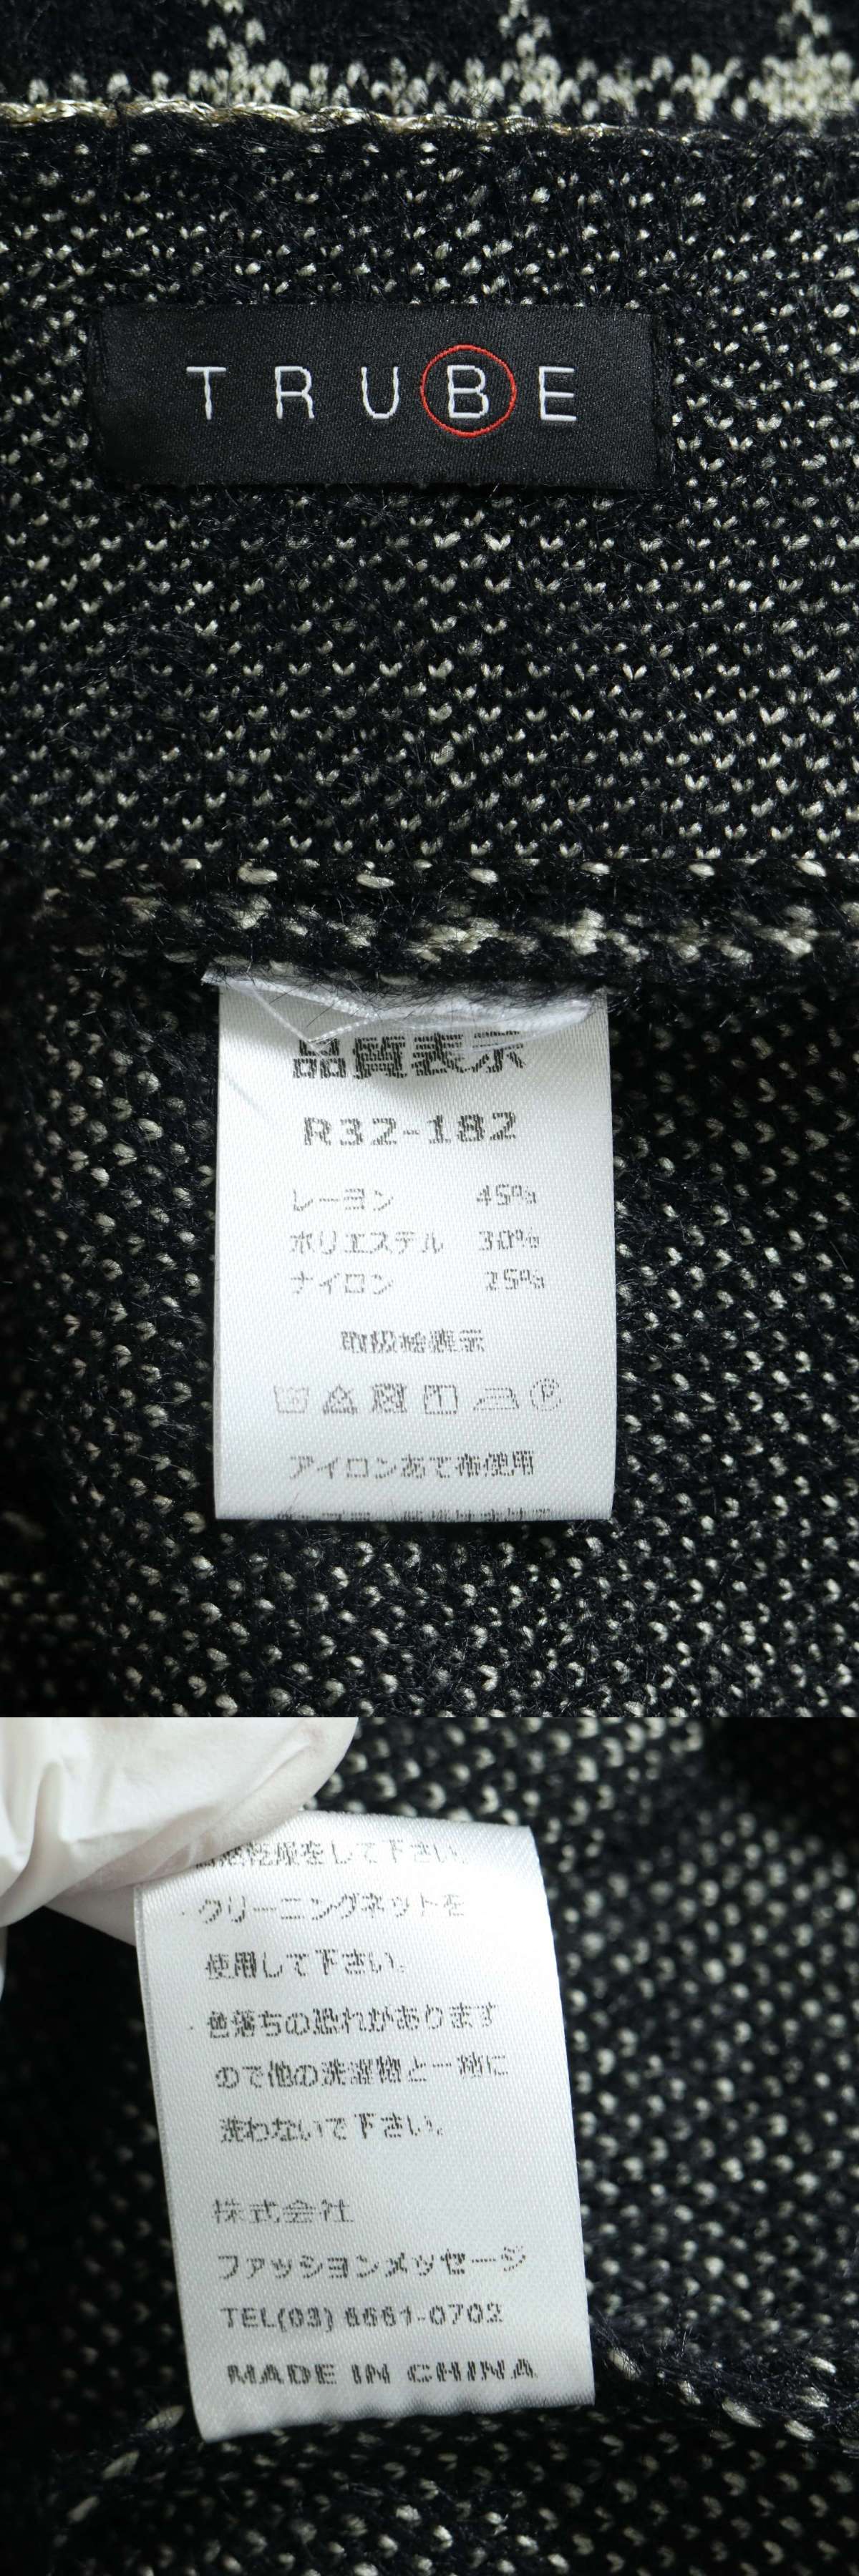 TRUBE
品質表示
R32-182
レーヨン 45%
ポリエステル 30%
ナイロン 25%
取扱絵表示
アイロンあて布使用
自然乾燥をして下さい。
・クリーニングネットを
使用して下さい。
・色落ちの恐れがあります
ので他の洗濯物と一緒に
洗わないで下さい。
株式会社
ファッションメッセージ
TEL(03) 6661-0702
MADE IN CHINA